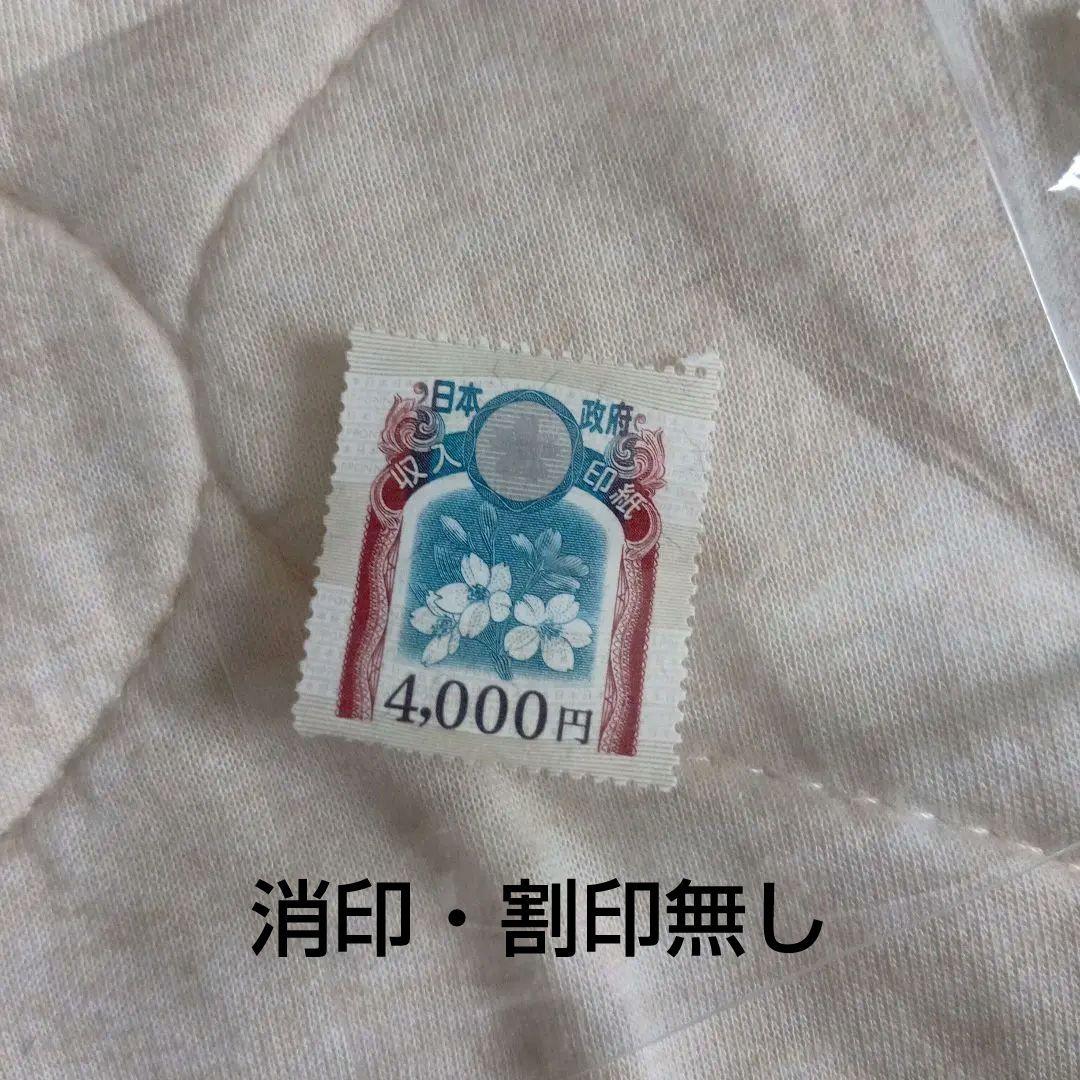 日本政府
収入印紙
4,000円
消印・割印無し